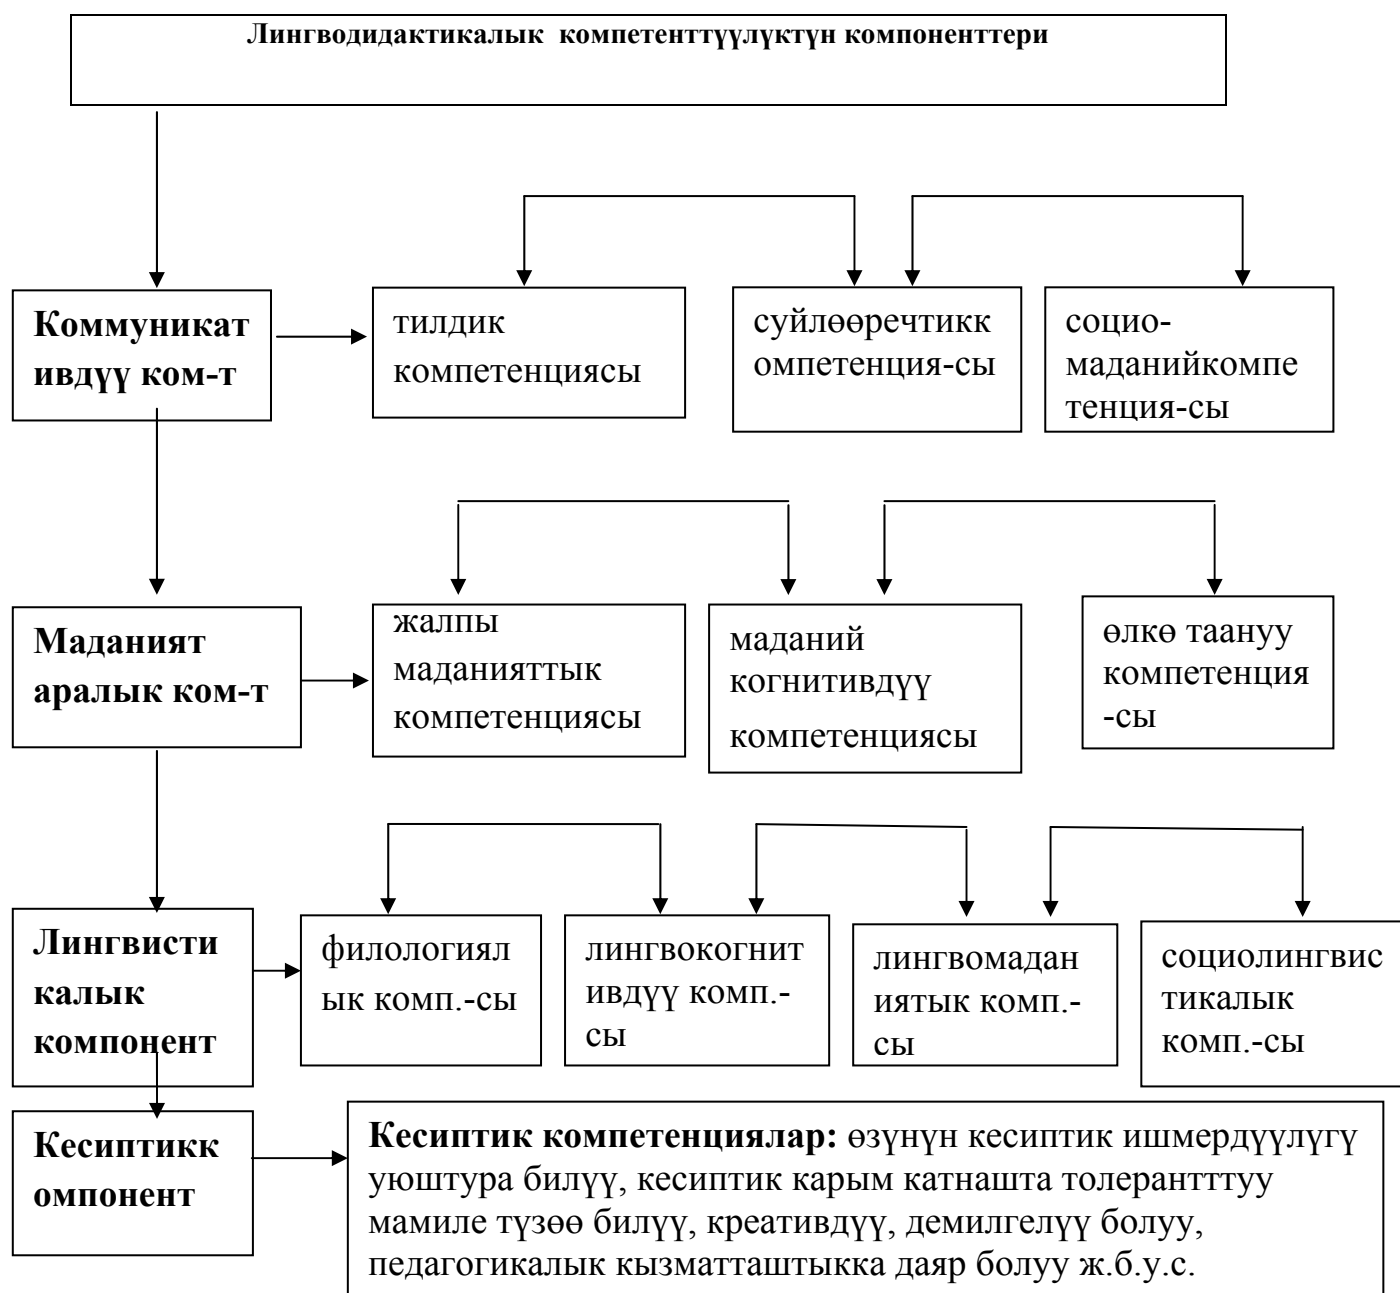 Лингводидактикалык компетенттүүлүктүн компоненттери
Коммуникат
ивдүү ком-т
тилдик
компетенциясы
суйлөөречтикк
омпетенция-сы
социо-
маданийкомпе
тенция-сы
Маданият
аралык ком-т
жалпы
маданияттык
компетенциясы
маданий
когнитивдүү
компетенциясы
өлкө таануу
компетенция
-сы
Лингвисти
калык
компонент
филологиял
ык комп.-сы
лингвокогнит
ивдүү комп.-
сы
лингвомадан
иятык комп.-
сы
социолингвис
тикалык
комп.-сы
Кесиптикк
омпонент
Кесиптик компетенциялар: өзүнүн кесиптик ишмердүүлүгү
уюштура билүү, кесиптик карым катнашта толерантттуу
мамиле түзөө билүү, креативдүү, демилгелүү болуу,
педагогикалык кызматташтыкка даяр болуу ж.б.у.с.